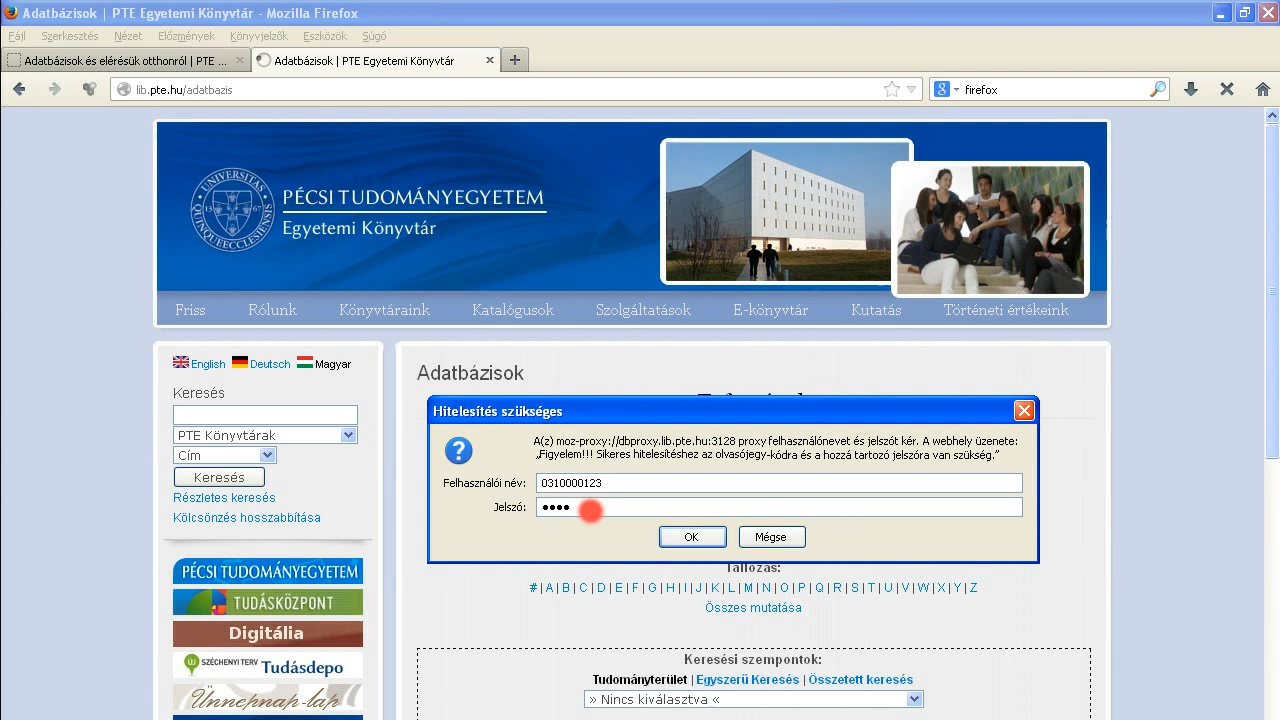 Adatbázisok | PTE Egyetemi Könyvtár - Mozilla Firefox
Fájl Szerkesztés Nézet Előzmények Könyvjelzők Eszközök Súgó
Adatbázisok és elérésük otthonról | PTE ...
Adatbázisok | PTE Egyetemi Könyvtár
lib.pte.hu/adatbazis
firefox
UNIVERSITAS QUINQUEECCLESIENSIS
13 67
PÉCSI TUDOMÁNYEGYETEM
Egyetemi Könyvtár
Friss Rólunk Könyvtáraink Katalógusok Szolgáltatások E-könyvtár Kutatás Történeti értékeink
English Deutsch Magyar
Keresés
PTE Könyvtárak
Cím
Keresés
Részletes keresés
Kölcsönzés hosszabbítása
PÉCSI TUDOMÁNYEGYETEM
TUDÁSKÖZPONT
Digitália
ÚJ SZÉCHENYI TERV Tudásdepo
Ünnepnap-lap
Adatbázisok
Hitelesítés szükséges
A(z) moz-proxy://dbproxy.lib.pte.hu:3128 proxy felhasználónevet és jelszót kér. A webhely üzenete:
„Figyelem!!! Sikeres hitelesítéshez az olvasójegy-kódra és a hozzá tartozó jelszóra van szükség.”
Felhasználói név: 0310000123
Jelszó: ●●●●
OK Mégse
Tallózás:
# | A | B | C | D | E | F | G | H | I | J | K | L | M | N | O | P | Q | R | S | T | U | V | W | X | Y | Z
Összes mutatása
Keresési szempontok:
Tudományterület | Egyszerű Keresés | Összetett keresés
» Nincs kiválasztva «